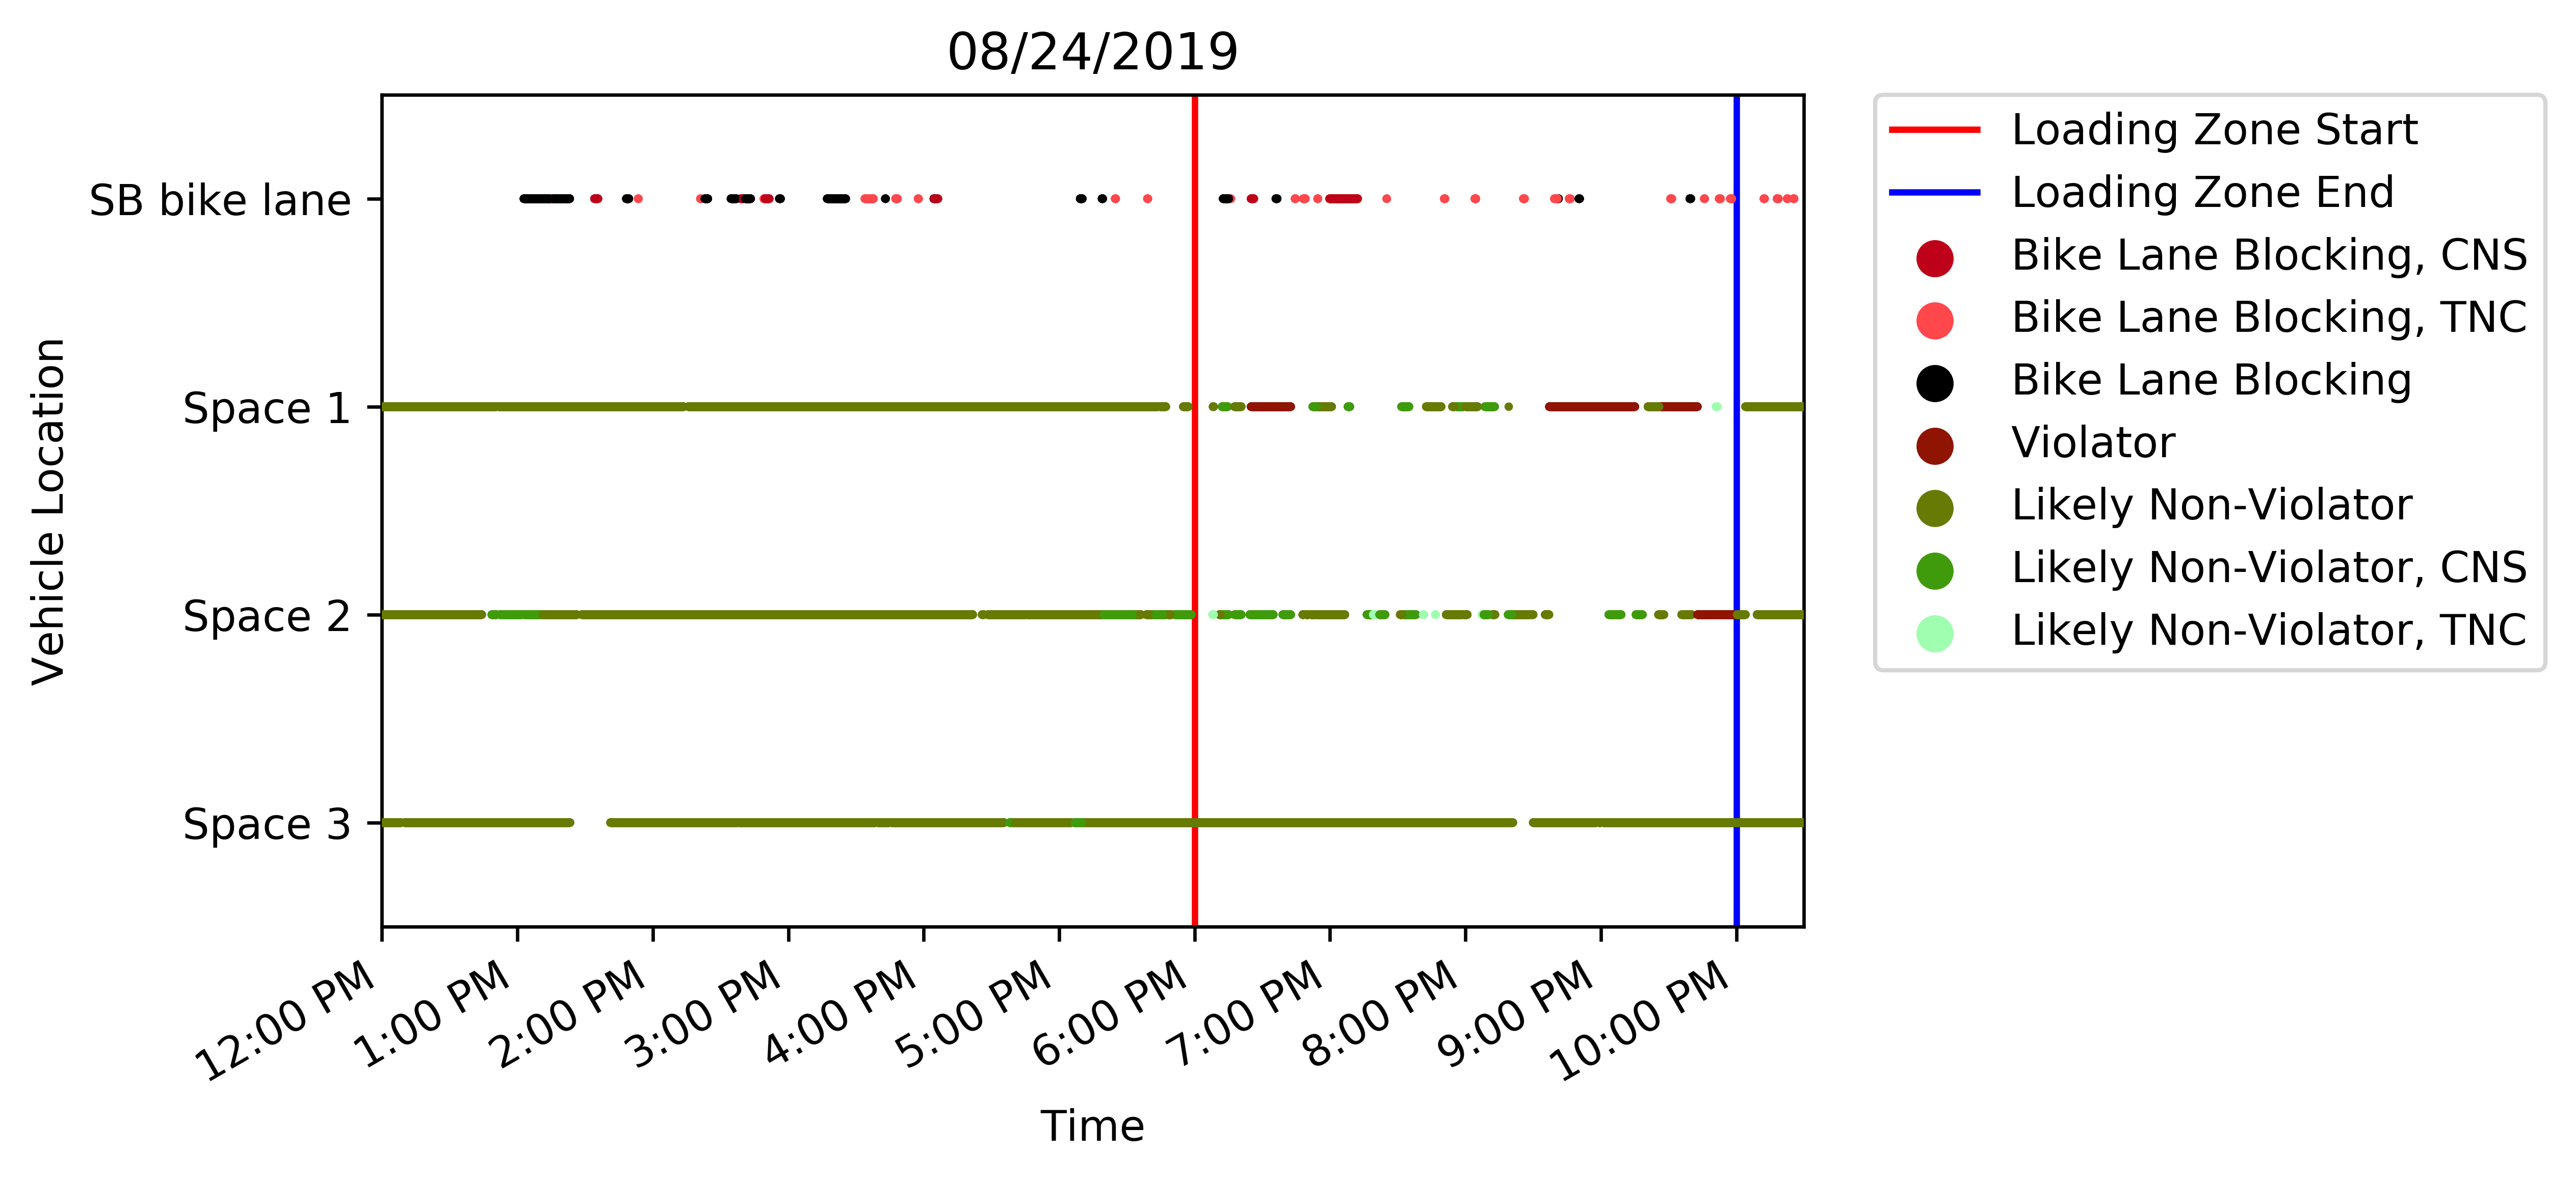 08/24/2019
SB bike lane
Space 1
Space 2
Space 3
Vehicle Location
12:00 PM
1:00 PM
2:00 PM
3:00 PM
4:00 PM
5:00 PM
6:00 PM
7:00 PM
8:00 PM
9:00 PM
10:00 PM
Time
Loading Zone Start
Loading Zone End
Bike Lane Blocking, CNS
Bike Lane Blocking, TNC
Bike Lane Blocking
Violator
Likely Non-Violator
Likely Non-Violator, CNS
Likely Non-Violator, TNC